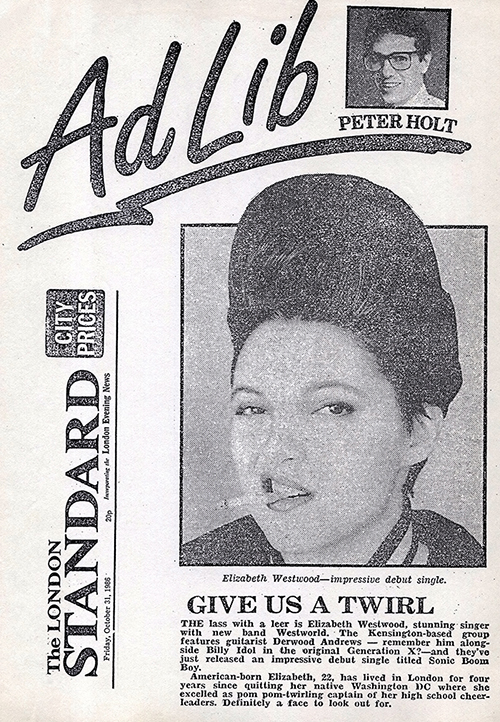 Ad Lib
PETER HOLT
CITY
PRICES
The LONDON
STANDARD
Incorporating the London Evening News
20p
Friday, October 31, 1986
Elizabeth Westwood—impressive debut single.
GIVE US A TWIRL
THE lass with a leer is Elizabeth Westwood, stunning singer
with new band Westworld. The Kensington-based group
features guitarist Derwood Andrews — remember him along-
side Billy Idol in the original Generation X?—and they've
just released an impressive debut single titled Sonic Boom
Boy.
American-born Elizabeth, 22, has lived in London for four
years since quitting her native Washington DC where she
excelled as pom pom-twirling captain of her high school cheer-
leaders. Definitely a face to look out for.